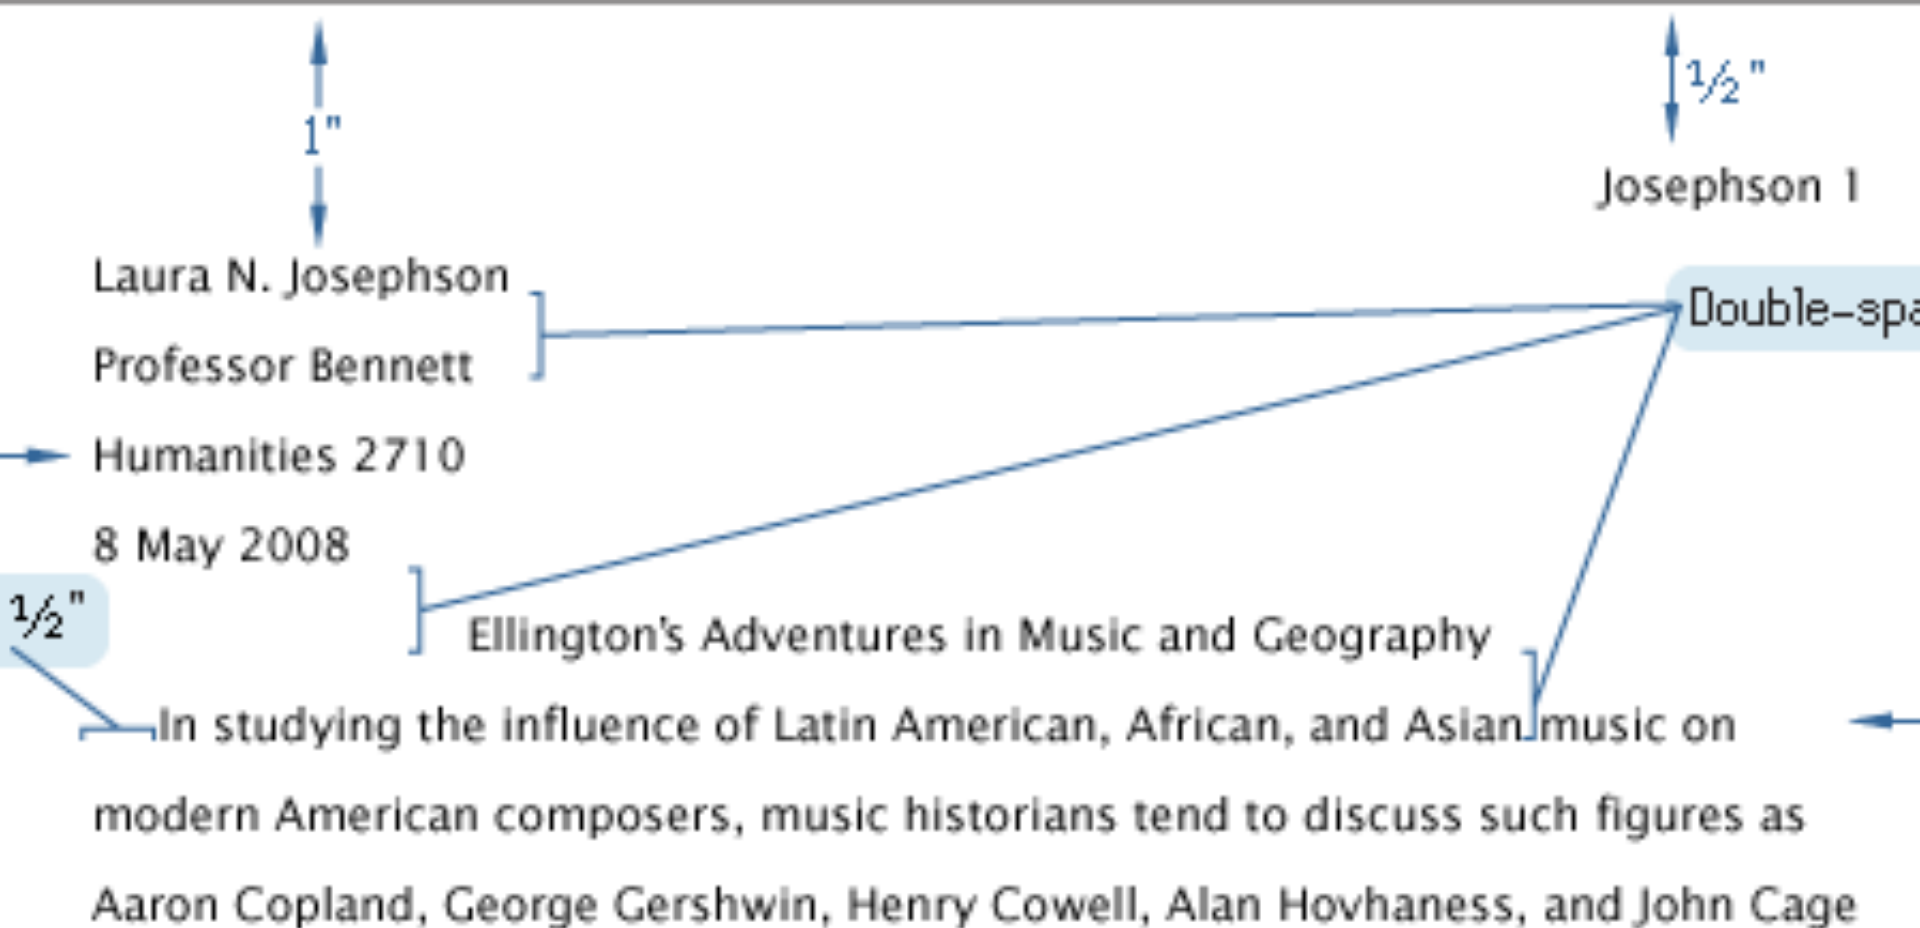 1"
½"
Josephson 1
Laura N. Josephson
Professor Bennett
Humanities 2710
8 May 2008
½"
Ellington's Adventures in Music and Geography
In studying the influence of Latin American, African, and Asian music on
modern American composers, music historians tend to discuss such figures as
Aaron Copland, George Gershwin, Henry Cowell, Alan Hovhaness, and John Cage